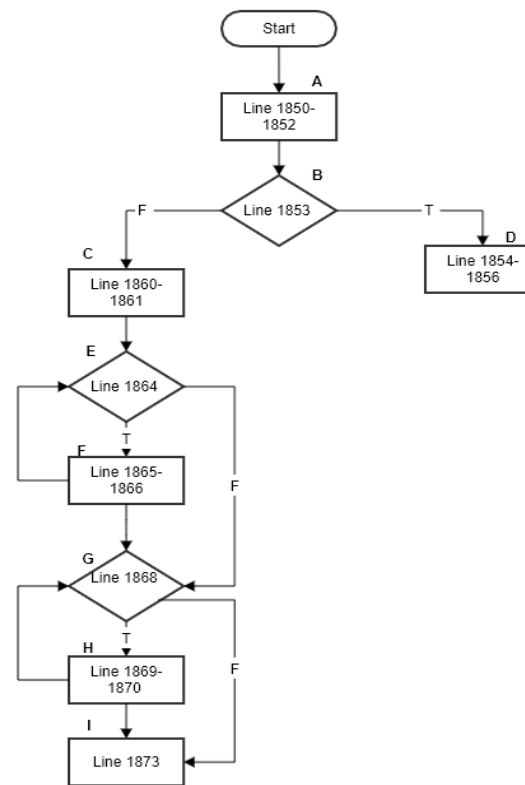 Start
A
Line 1850-
1852
B
Line 1853
F
T
D
Line 1854-
1856
C
Line 1860-
1861
E
Line 1864
T
F
Line 1865-
1866
F
G
Line 1868
T
H
Line 1869-
1870
F
I
Line 1873